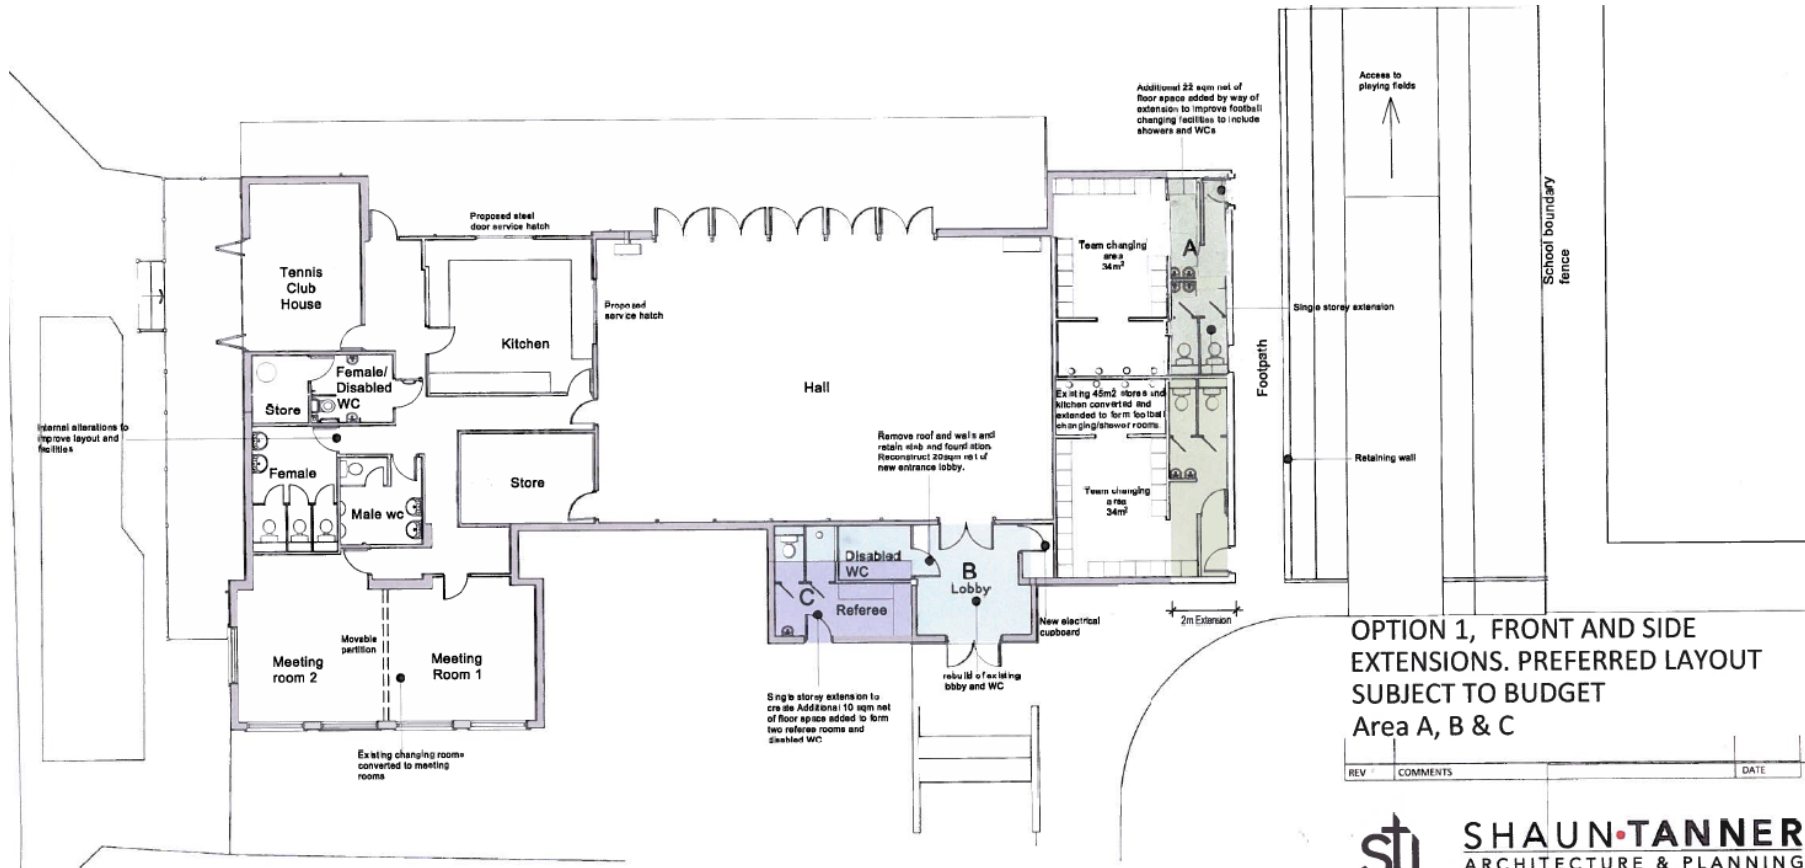 Access to
playing fields
Additional 22 sqm net of
floor space added by way of
extension to improve football
changing facilities to include
showers and WCs
School boundary
fence
Proposed steel
door service hatch
Team changing
area
34m²
A
Tennis
Club
House
Proposed
service hatch
Single storey extension
Kitchen
Footpath
Female/
Disabled
WC
Hall
Store
Existing 45m2 stores and
kitchen converted and
extended to form football
changing/shower rooms.
Internal alterations to
improve layout and
facilities
Remove roof and walls and
retain slab and foundation.
Reconstruct 20sqm net of
new entrance lobby.
Retaining wall
Female
Store
Team changing
area
34m²
Male wc
Disabled
WC
B
Lobby
C
Referee
New electrical
cupboard
2m Extension
Movable
partition
Meeting
room 2
Meeting
Room 1
rebuild of existing
lobby and WC
Single storey extension to
create Additional 10 sqm net
of floor space added to form
two referee rooms and
disabled WC
Existing changing rooms
converted to meeting
rooms
OPTION 1, FRONT AND SIDE
EXTENSIONS. PREFERRED LAYOUT
SUBJECT TO BUDGET
Area A, B & C
REV COMMENTS DATE
st
SHAUN•TANNER
ARCHITECTURE & PLANNING